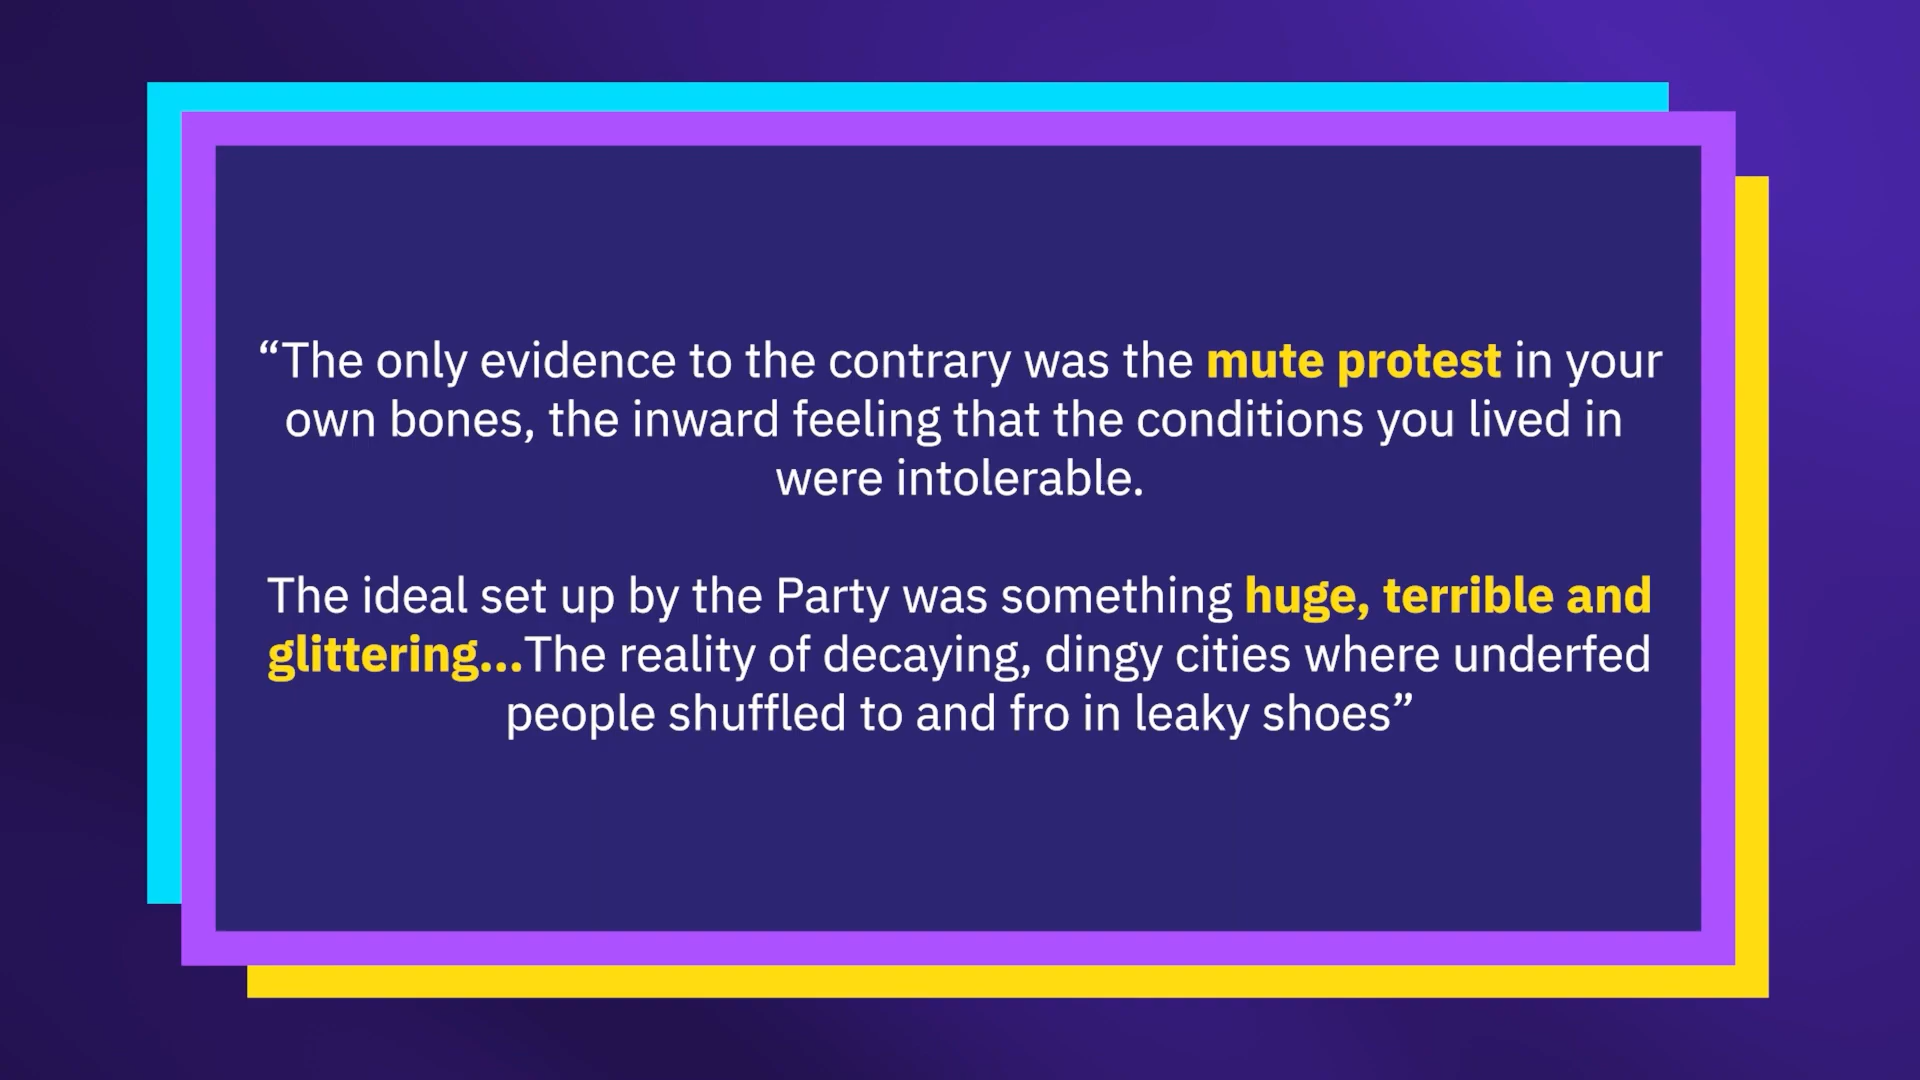 “The only evidence to the contrary was the mute protest in your
own bones, the inward feeling that the conditions you lived in
were intolerable.
The ideal set up by the Party was something huge, terrible and
glittering...The reality of decaying, dingy cities where underfed
people shuffled to and fro in leaky shoes”